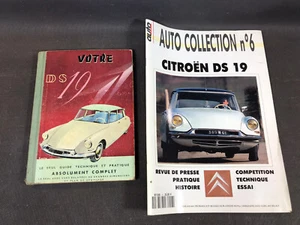 VOTRE
DS 19
LE SEUL GUIDE TECHNIQUE ET PRATIQUE
ABSOLUMENT COMPLET
auto
AUTO COLLECTION n°6
CITROËN DS 19
REVUE DE PRESSE
PRATIQUE
HISTOIRE
COMPETITION
TECHNIQUE
ESSAI